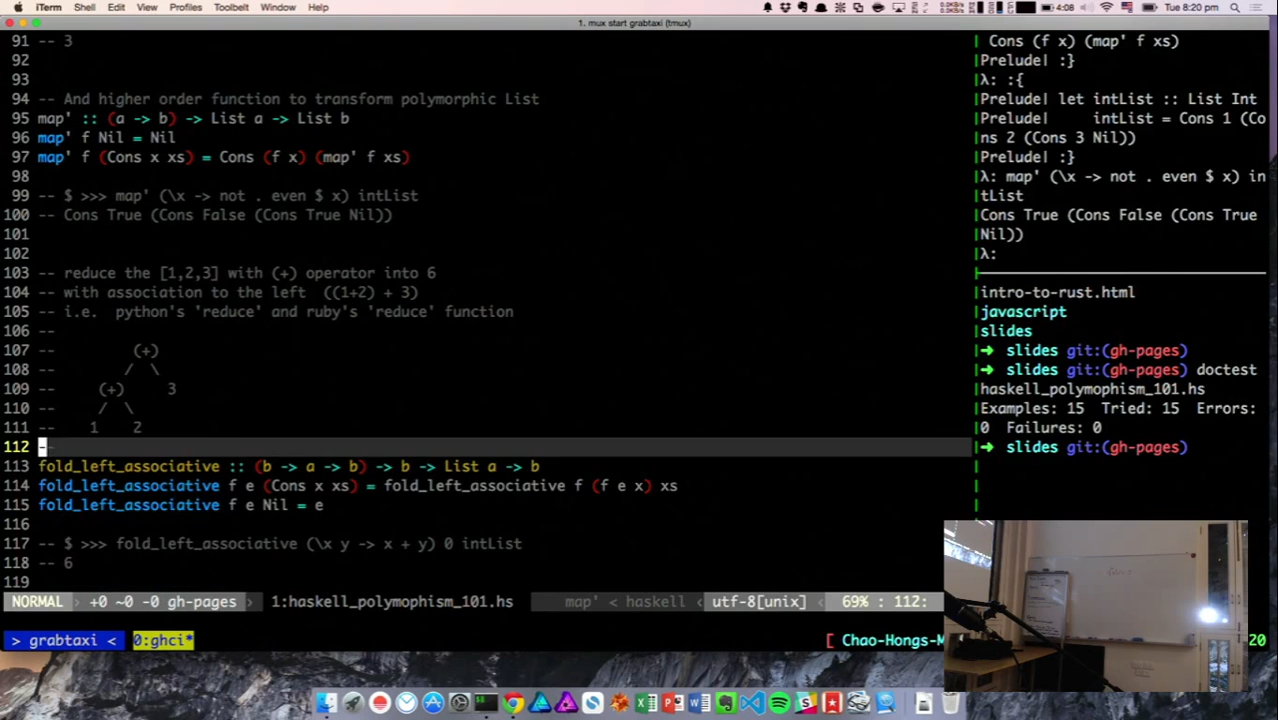 iTerm Shell Edit View Profiles Toolbelt Window Help 4:08 Tue 8:20 pm
1. mux start grabtaxi (tmux)
91 -- 3
92
93
94 -- And higher order function to transform polymorphic List
95 map' :: (a -> b) -> List a -> List b
96 map' f Nil = Nil
97 map' f (Cons x xs) = Cons (f x) (map' f xs)
98
99 -- $ >>> map' (\x -> not . even $ x) intList
100 -- Cons True (Cons False (Cons True Nil))
101
102
103 -- reduce the [1,2,3] with (+) operator into 6
104 -- with association to the left  ((1+2) + 3)
105 -- i.e.  python's 'reduce' and ruby's 'reduce' function
106 --
107 --         (+)
108 --        /  \
109 --     (+)     3
110 --     /  \
111 --    1    2
112 --
113 fold_left_associative :: (b -> a -> b) -> b -> List a -> b
114 fold_left_associative f e (Cons x xs) = fold_left_associative f (f e x) xs
115 fold_left_associative f e Nil = e
116
117 -- $ >>> fold_left_associative (\x y -> x + y) 0 intList
118 -- 6
119
NORMAL +0 ~0 -0 gh-pages 1:haskell_polymophism_101.hs map' < haskell < utf-8[unix] 69% : 112:
Cons (f x) (map' f xs)
Prelude| :}
λ: :{
Prelude| let intList :: List Int
Prelude|     intList = Cons 1 (Co
ns 2 (Cons 3 Nil))
Prelude| :}
λ: map' (\x -> not . even $ x) in
tList
Cons True (Cons False (Cons True
Nil))
λ:
intro-to-rust.html
javascript
slides
➜ slides git:(gh-pages)
➜ slides git:(gh-pages) doctest
haskell_polymophism_101.hs
Examples: 15  Tried: 15  Errors:
0  Failures: 0
➜ slides git:(gh-pages)
> grabtaxi < 0:ghci* [ Chao-Hongs-M 20